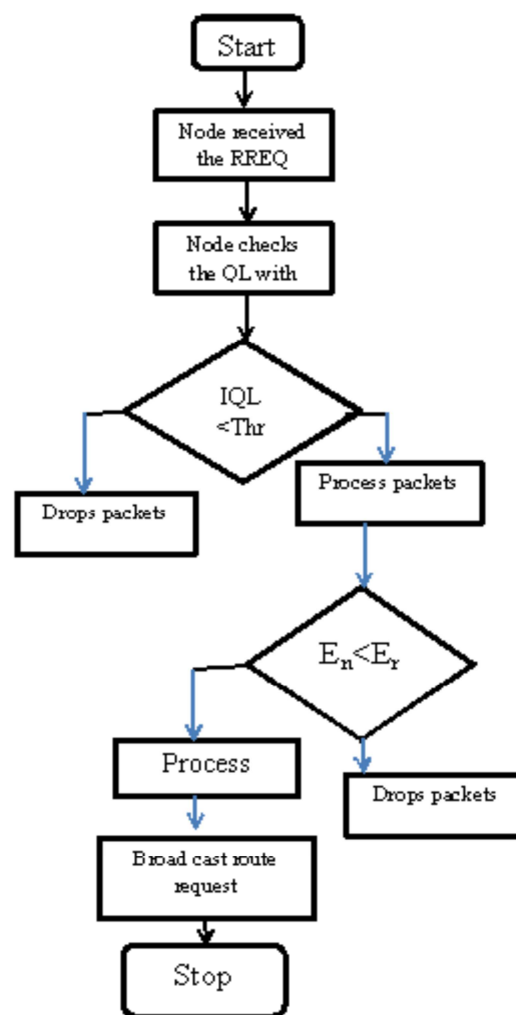 Start
Node received
the RREQ
Node checks
the QL with
IQL
<Thr
Drops packets
Process packets
Eₙ<Eᵣ
Process
Drops packets
Broad cast route
request
Stop